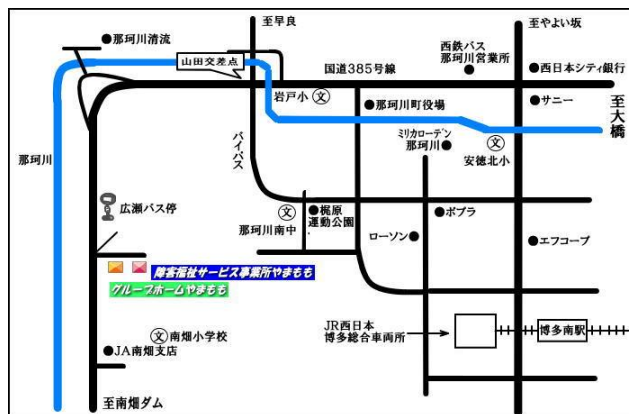 至早良
至やよい坂
●那珂川清流
山田交差点
国道385号線
西鉄バス
那珂川営業所
●西日本シティ銀行
岩戸小
文
●那珂川町役場
●サニー
至大橋
ミリカローデン
那珂川●
文
安徳北小
那珂川
バイパス
広瀬バス停
文
那珂川南中
●梶原
運動公園
●ポプラ
ローソン●
●エフコープ
障害福祉サービス事業所やまもも
グループホームやまもも
JR西日本
博多総合車両所
博多南駅
文
南畑小学校
●JA南畑支店
至南畑ダム